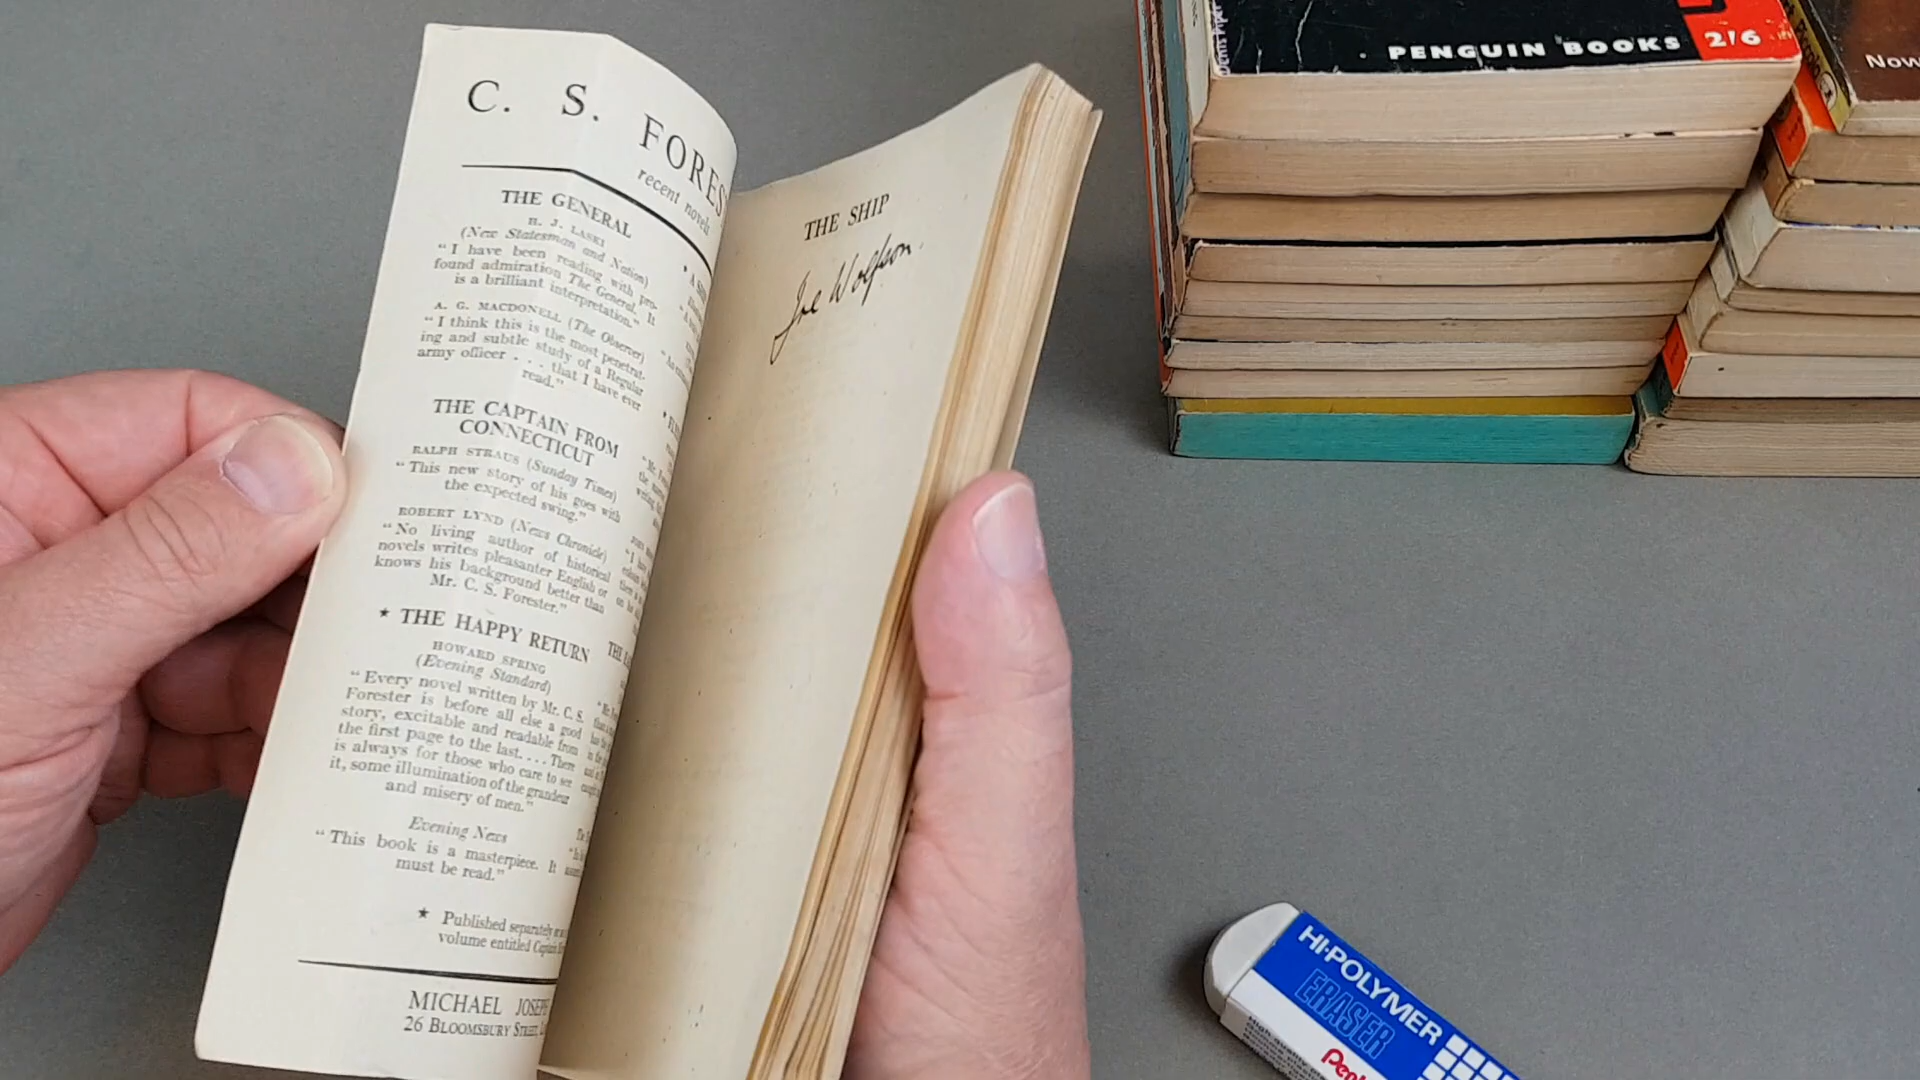 C. S. FORES
recent novels
THE GENERAL
H. J. LASKI
(New Statesman and Nation)
“I have been reading with pro-
found admiration The General. It
is a brilliant interpretation.”
A. G. MACDONELL (The Observer)
“I think this is the most penetrat-
ing and subtle study of a Regular
army officer . . . that I have ever
read.”
THE CAPTAIN FROM
CONNECTICUT
RALPH STRAUS (Sunday Times)
“This new story of his goes with
the expected swing.”
ROBERT LYND (News Chronicle)
“No living author of historical
novels writes pleasanter English or
knows his background better than
Mr. C. S. Forester.”
★ THE HAPPY RETURN
HOWARD SPRING
(Evening Standard)
“Every novel written by Mr. C. S.
Forester is before all else a good
story, excitable and readable from
the first page to the last. . . . There
is always for those who care to see
it, some illumination of the grandeur
and misery of men.”
Evening News
“This book is a masterpiece. It
must be read.”
★ Published separately
volume entitled Captain
MICHAEL JOSEPH
26 BLOOMSBURY STREET
THE SHIP
Joe Wolfson.
PENGUIN BOOKS 2/6
Denis Piper
Now
HI-POLYMER
ERASER